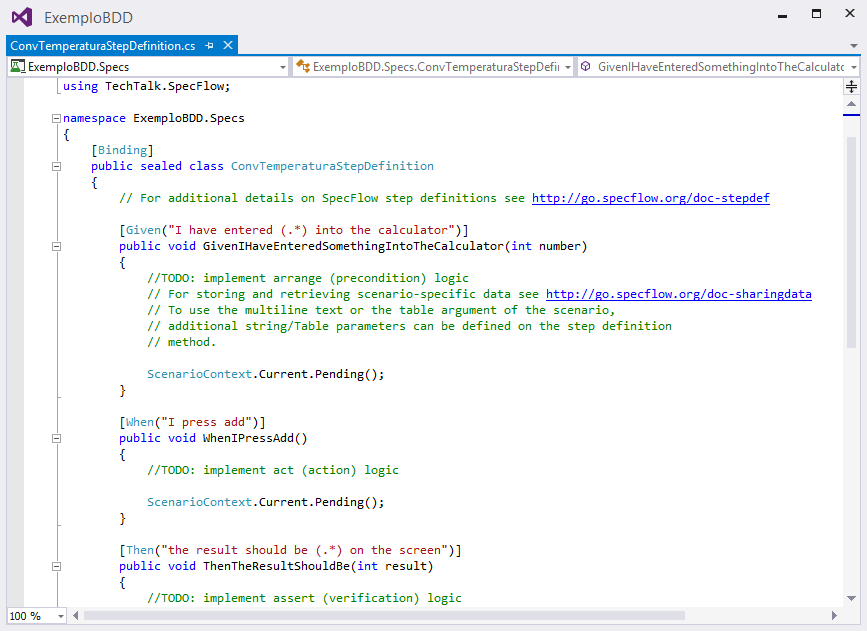 ExemploBDD
ConvTemperaturaStepDefinition.cs
ExemploBDD.Specs
ExemploBDD.Specs.ConvTemperaturaStepDefin
GivenIHaveEnteredSomethingIntoTheCalculato
using TechTalk.SpecFlow;
namespace ExemploBDD.Specs
{
[Binding]
public sealed class ConvTemperaturaStepDefinition
{
// For additional details on SpecFlow step definitions see http://go.specflow.org/doc-stepdef
[Given("I have entered (.*) into the calculator")]
public void GivenIHaveEnteredSomethingIntoTheCalculator(int number)
{
//TODO: implement arrange (precondition) logic
// For storing and retrieving scenario-specific data see http://go.specflow.org/doc-sharingdata
// To use the multiline text or the table argument of the scenario,
// additional string/Table parameters can be defined on the step definition
// method.
ScenarioContext.Current.Pending();
}
[When("I press add")]
public void WhenIPressAdd()
{
//TODO: implement act (action) logic
ScenarioContext.Current.Pending();
}
[Then("the result should be (.*) on the screen")]
public void ThenTheResultShouldBe(int result)
{
//TODO: implement assert (verification) logic
100 %